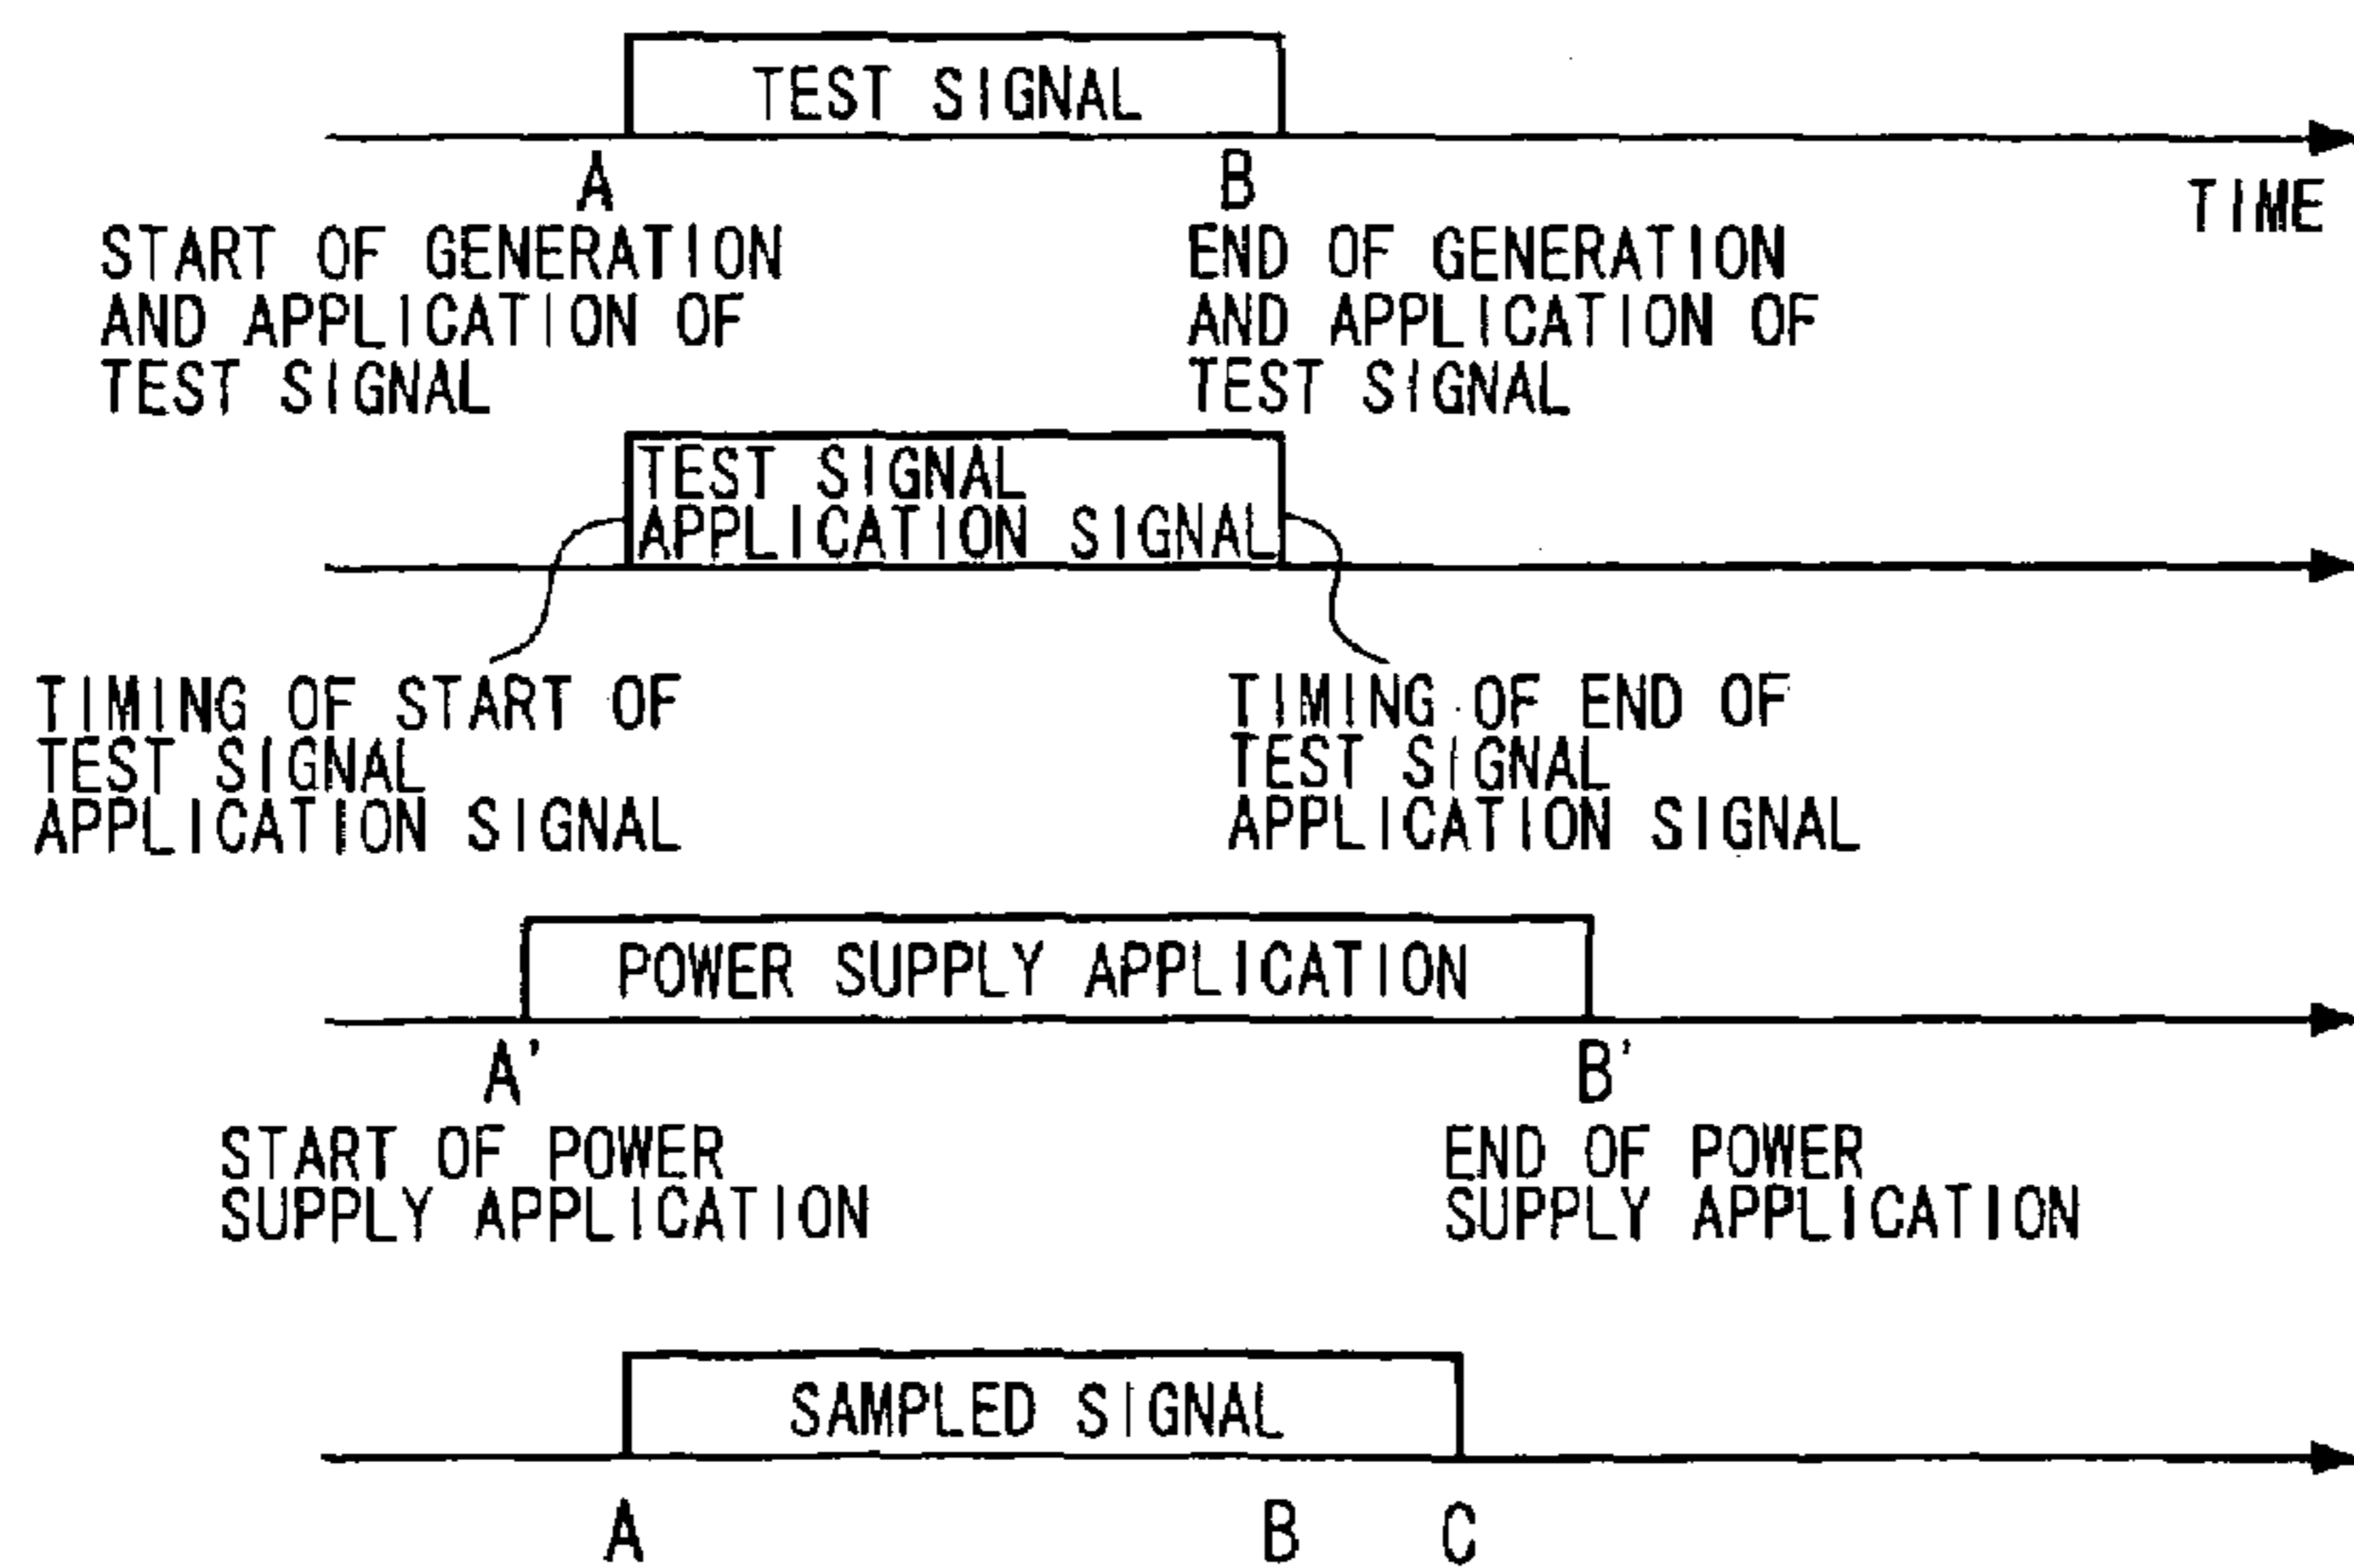 TEST SIGNAL
A
B
TIME
START OF GENERATION
AND APPLICATION OF
TEST SIGNAL
END OF GENERATION
AND APPLICATION OF
TEST SIGNAL
TEST SIGNAL
APPLICATION SIGNAL
TIMING OF START OF
TEST SIGNAL
APPLICATION SIGNAL
TIMING OF END OF
TEST SIGNAL
APPLICATION SIGNAL
POWER SUPPLY APPLICATION
A'
B'
START OF POWER
SUPPLY APPLICATION
END OF POWER
SUPPLY APPLICATION
SAMPLED SIGNAL
A
B
C